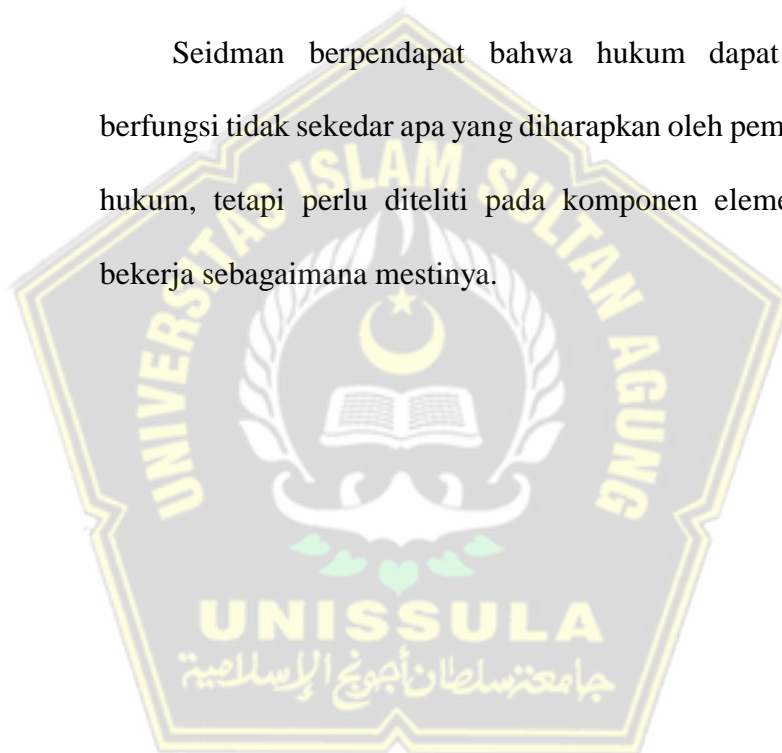 Seidman berpendapat bahwa hukum dapat
berfungsi tidak sekedar apa yang diharapkan oleh pem
hukum, tetapi perlu diteliti pada komponen eleme
bekerja sebagaimana mestinya.
UNIVERSITAS ISLAM SULTAN AGUNG
UNISSULA
جامعة سلطان أجونج الإسلامية